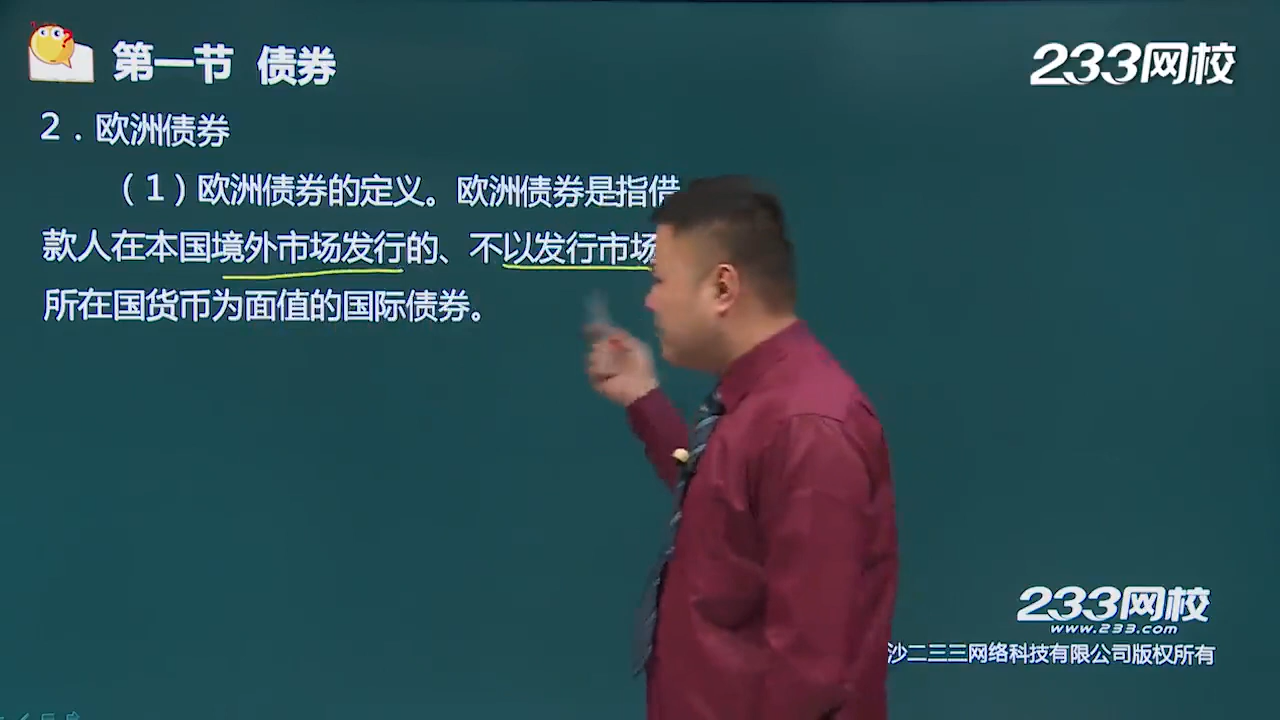 第一节 债券
233网校
2．欧洲债券
（1）欧洲债券的定义。欧洲债券是指借
款人在本国境外市场发行的、不以发行市场
所在国货币为面值的国际债券。
233网校
www.233.com
沙二三三网络科技有限公司版权所有